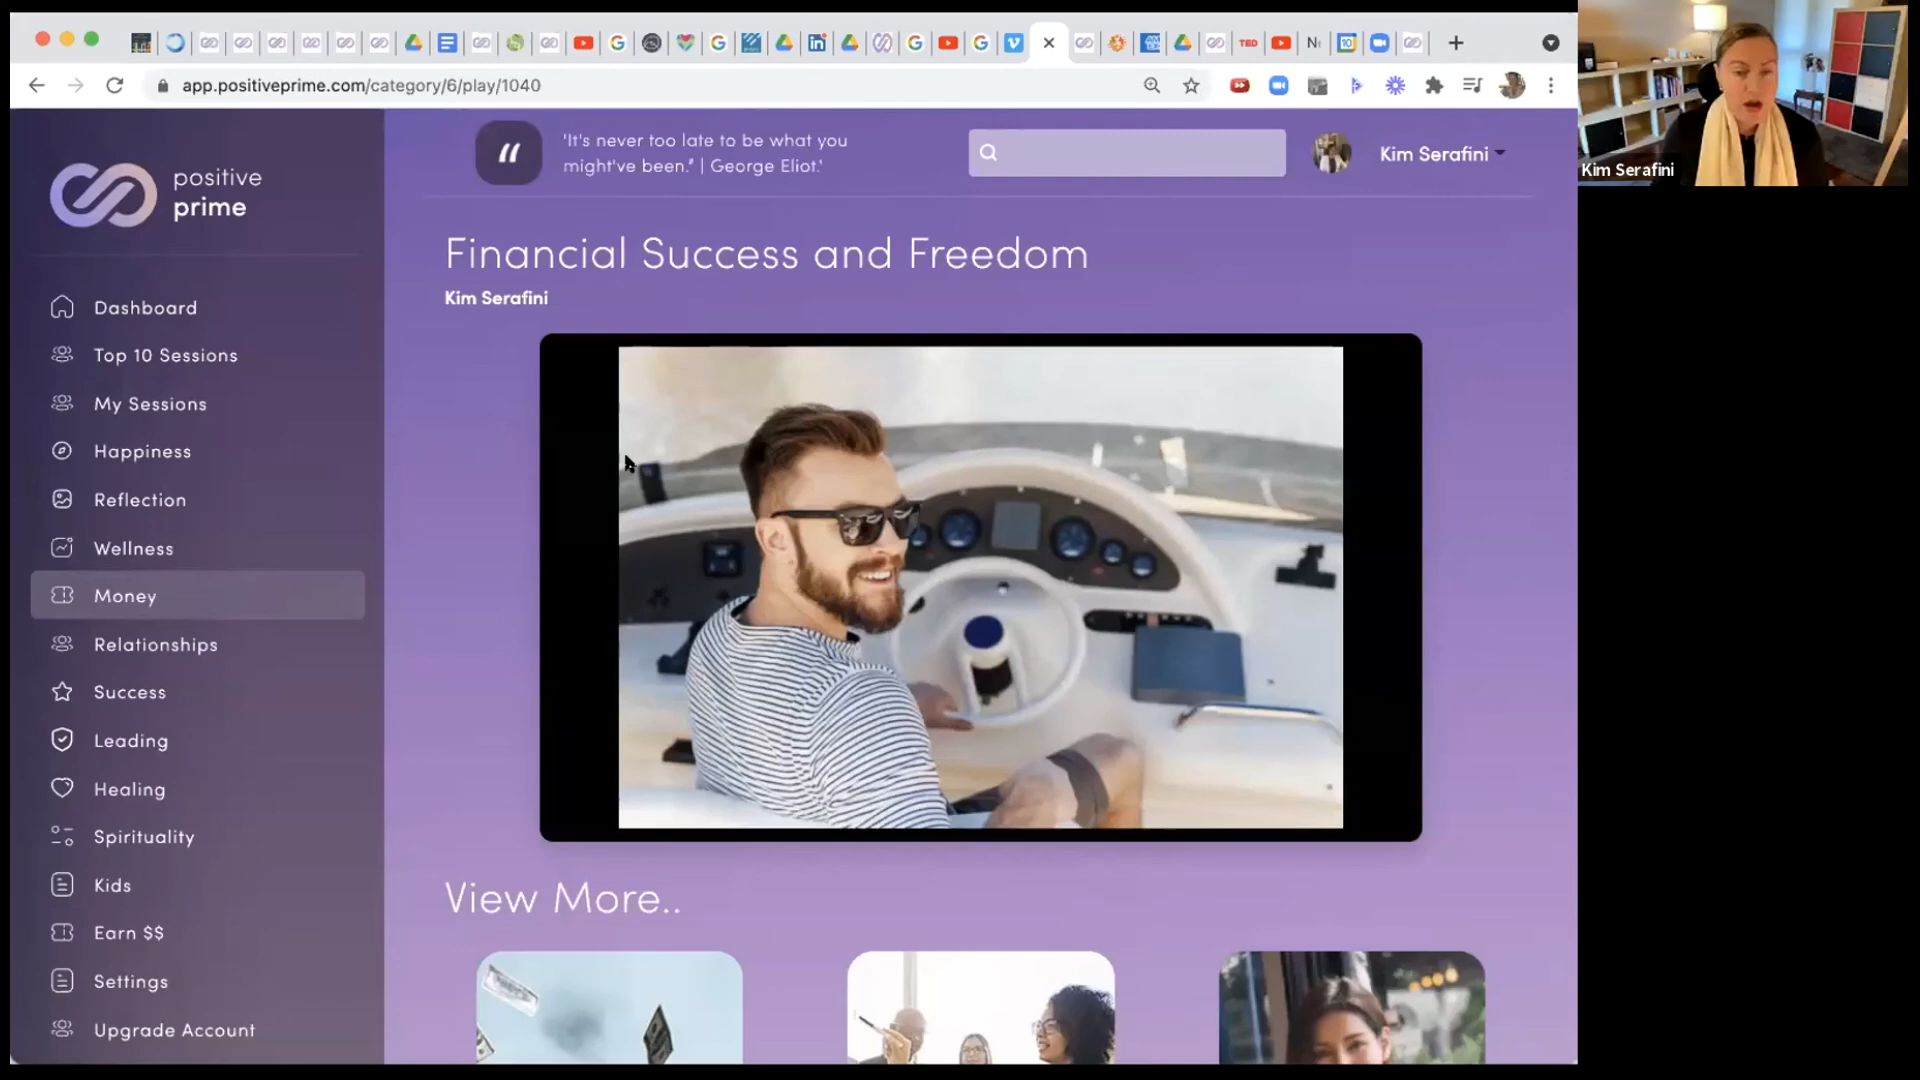 TED
N
10
app.positiveprime.com/category/6/play/1040
positive
prime
'It's never too late to be what you
might've been." | George Eliot.'
Kim Serafini
Kim Serafini
Financial Success and Freedom
Kim Serafini
Dashboard
Top 10 Sessions
My Sessions
Happiness
Reflection
Wellness
Money
Relationships
Success
Leading
Healing
Spirituality
Kids
Earn $$
Settings
Upgrade Account
View More..